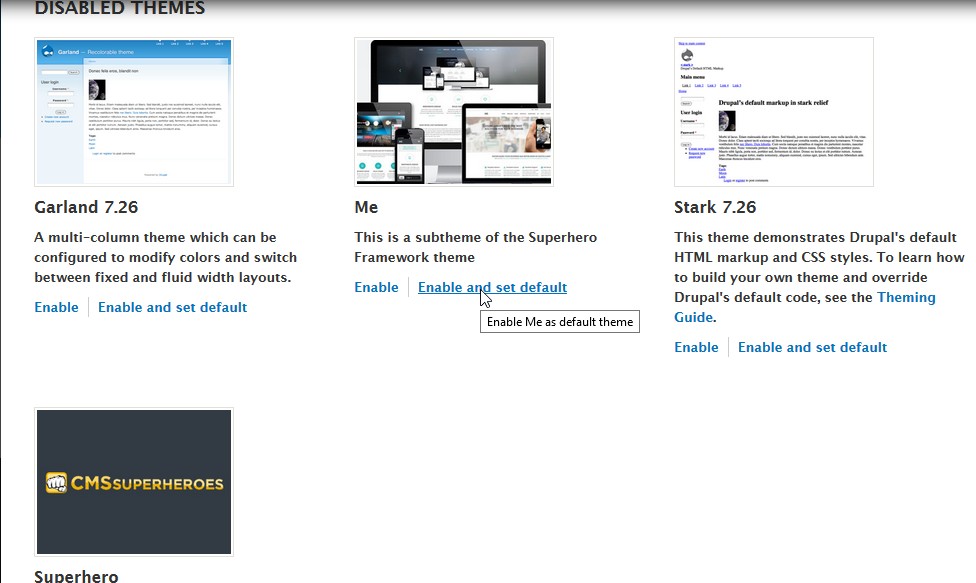 DISABLED THEMES
Garland — Recolorable theme
Donec felis eros, blandit non
User login
Drupal's default markup in stark relief
Main menu
User login
Garland 7.26
A multi-column theme which can be
configured to modify colors and switch
between fixed and fluid width layouts.
Enable
Enable and set default
Me
This is a subtheme of the Superhero
Framework theme
Enable
Enable and set default
Enable Me as default theme
Stark 7.26
This theme demonstrates Drupal's default
HTML markup and CSS styles. To learn how
to build your own theme and override
Drupal's default code, see the Theming
Guide.
Enable
Enable and set default
CMSSUPERHEROES
Superhero